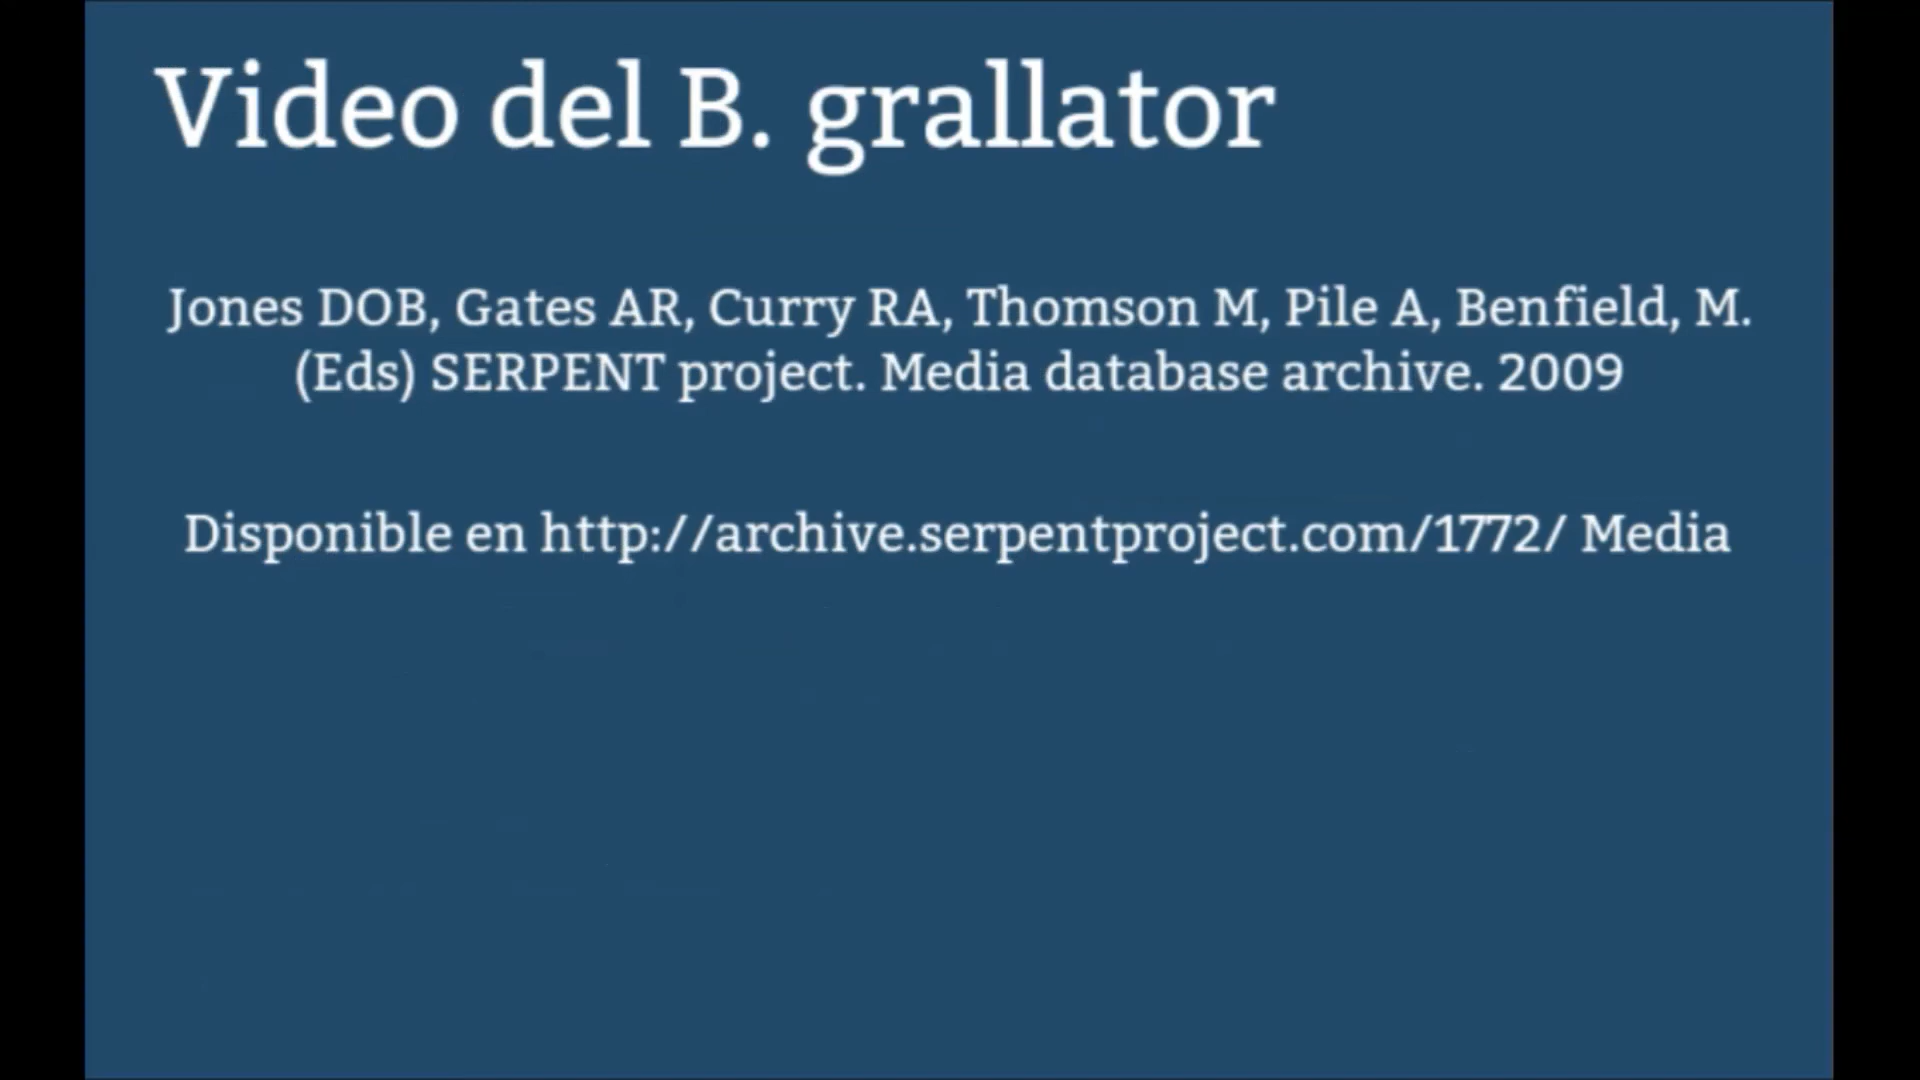 Video del B. grallator
Jones DOB, Gates AR, Curry RA, Thomson M, Pile A, Benfield, M.
(Eds) SERPENT project. Media database archive. 2009
Disponible en http://archive.serpentproject.com/1772/ Media